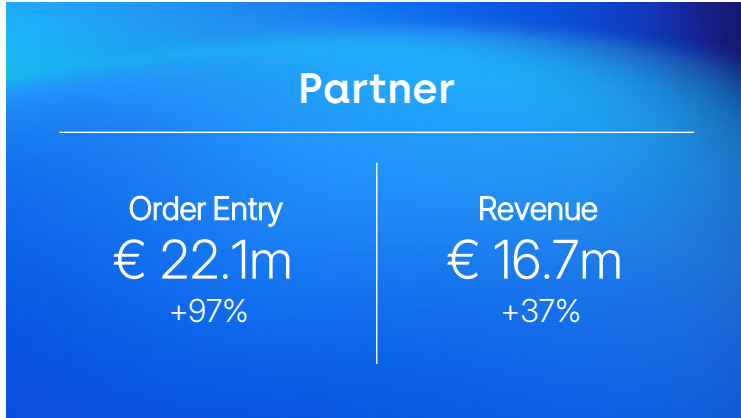 Partner
Order Entry
€ 22.1m
+97%
Revenue
€ 16.7m
+37%